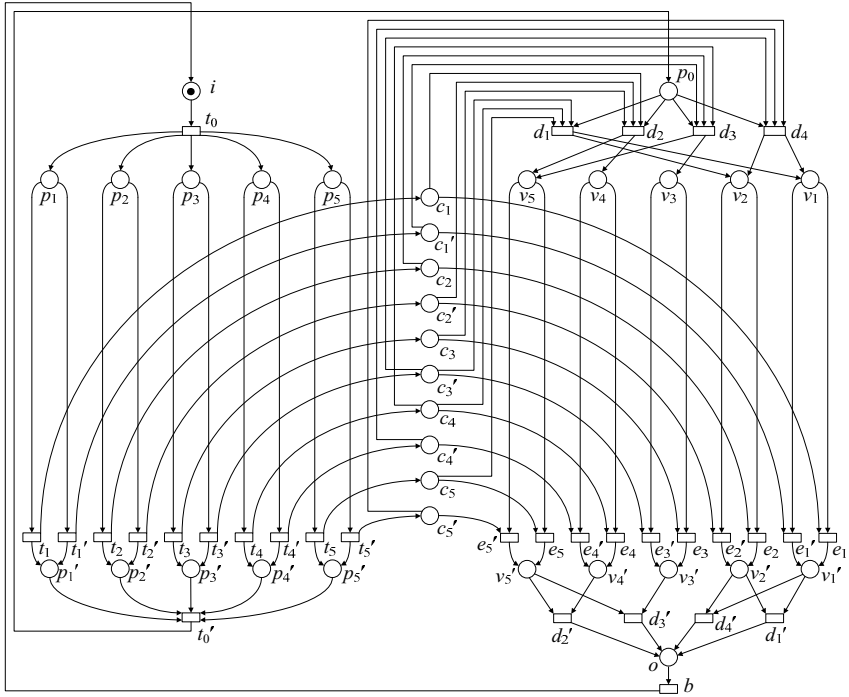 i
p₀
t₀
d₁ d₂ d₃ d₄
p₁ p₂ p₃ p₄ p₅ v₅ v₄ v₃ v₂ v₁
c₁
c₁′
c₂
c₂′
c₃
c₃′
c₄
c₄′
c₅
c₅′
t₁ t₁′ t₂ t₂′ t₃ t₃′ t₄ t₄′ t₅ t₅′ e₅′ e₅ e₄′ e₄ e₃′ e₃ e₂′ e₂ e₁′ e₁
p₁′ p₂′ p₃′ p₄′ p₅′ v₅′ v₄′ v₃′ v₂′ v₁′
t₀′ d₂′ d₃′ d₄′ d₁′
o
b